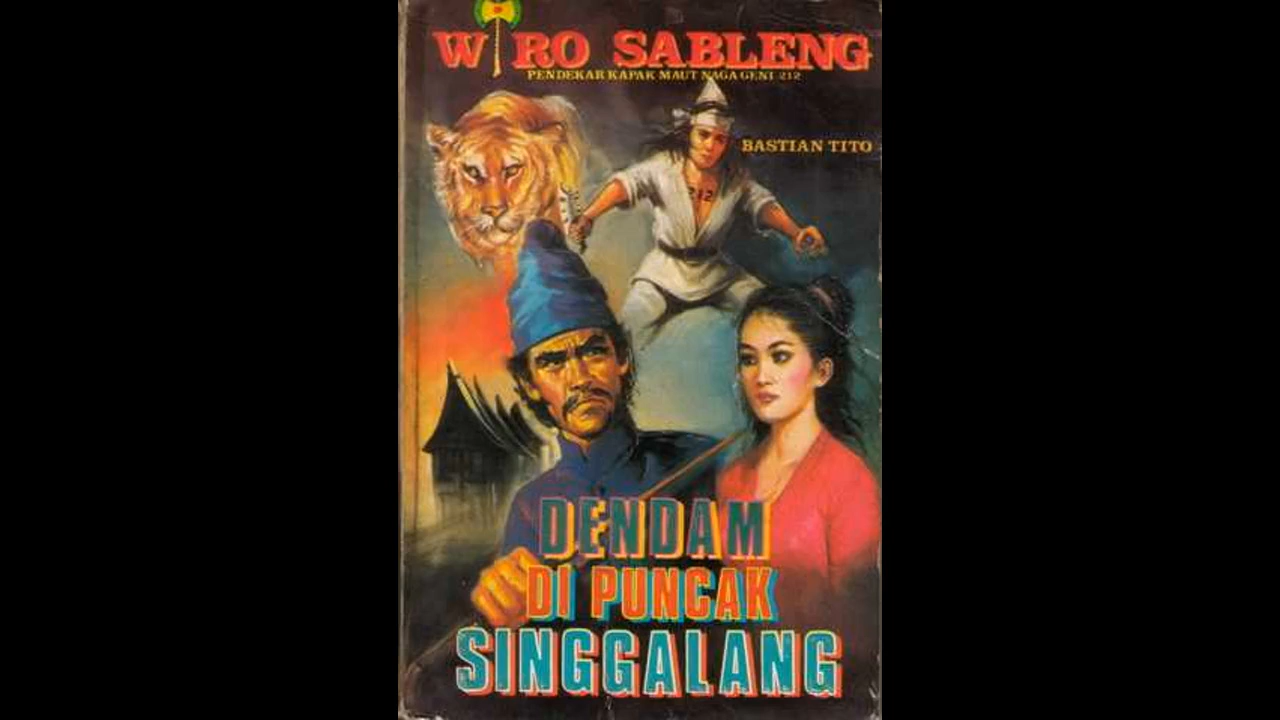 WIRO SABLENG
PENDEKAR KAPAK MAUT NAGA GENI 212
BASTIAN TITO
212
DENDAM
DI PUNCAK
SINGGALANG